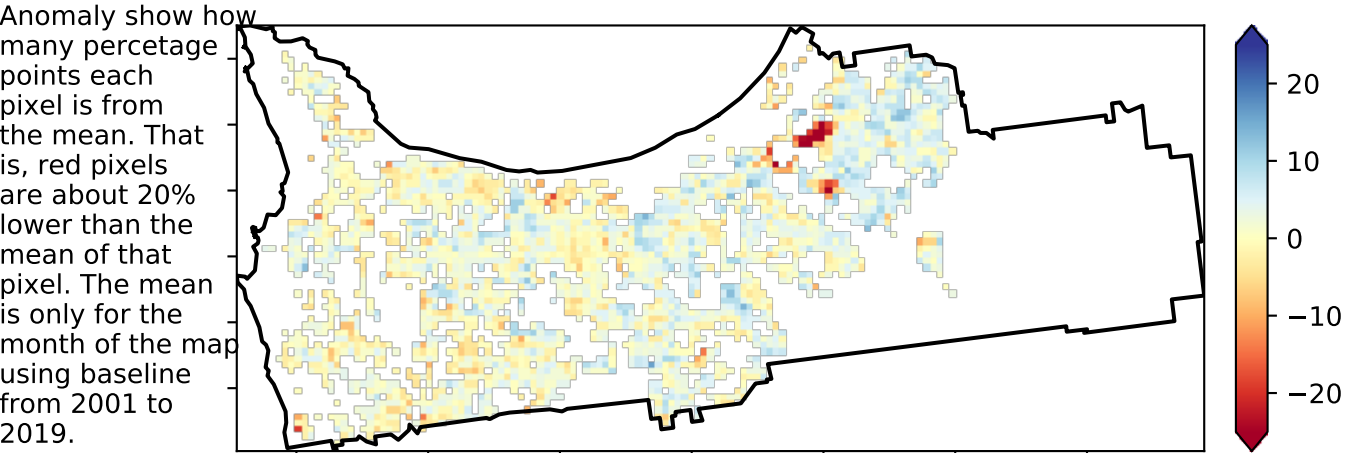 Anomaly show how
many percetage
points each
pixel is from
the mean. That
is, red pixels
are about 20%
lower than the
mean of that
pixel. The mean
is only for the
month of the map
using baseline
from 2001 to
2019.
20
10
0
−10
−20